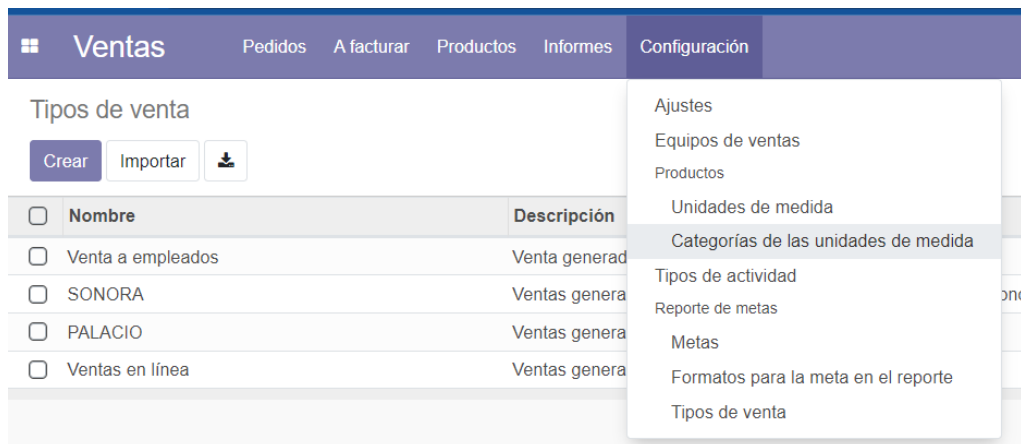 Ventas Pedidos A facturar Productos Informes Configuración
Tipos de venta
Crear Importar
Nombre Descripción
Venta a empleados Venta generad
SONORA Ventas genera
PALACIO Ventas genera
Ventas en línea Ventas genera
Ajustes
Equipos de ventas
Productos
Unidades de medida
Categorías de las unidades de medida
Tipos de actividad
Reporte de metas
Metas
Formatos para la meta en el reporte
Tipos de venta